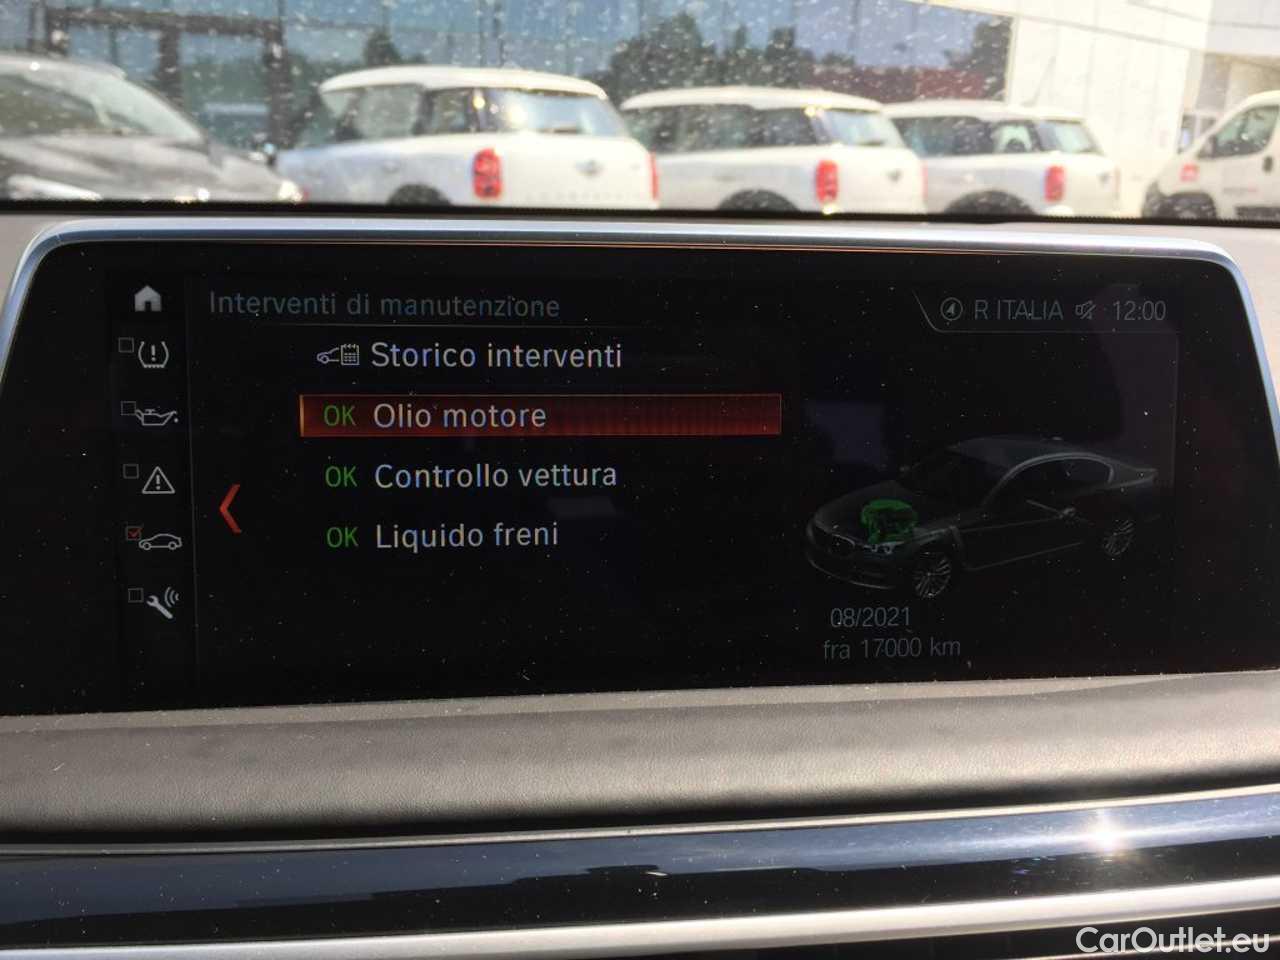 Interventi di manutenzione
R ITALIA 12:00
Storico interventi
OK Olio motore
OK Controllo vettura
OK Liquido freni
08/2021
fra 17000 km
CarOutlet.eu